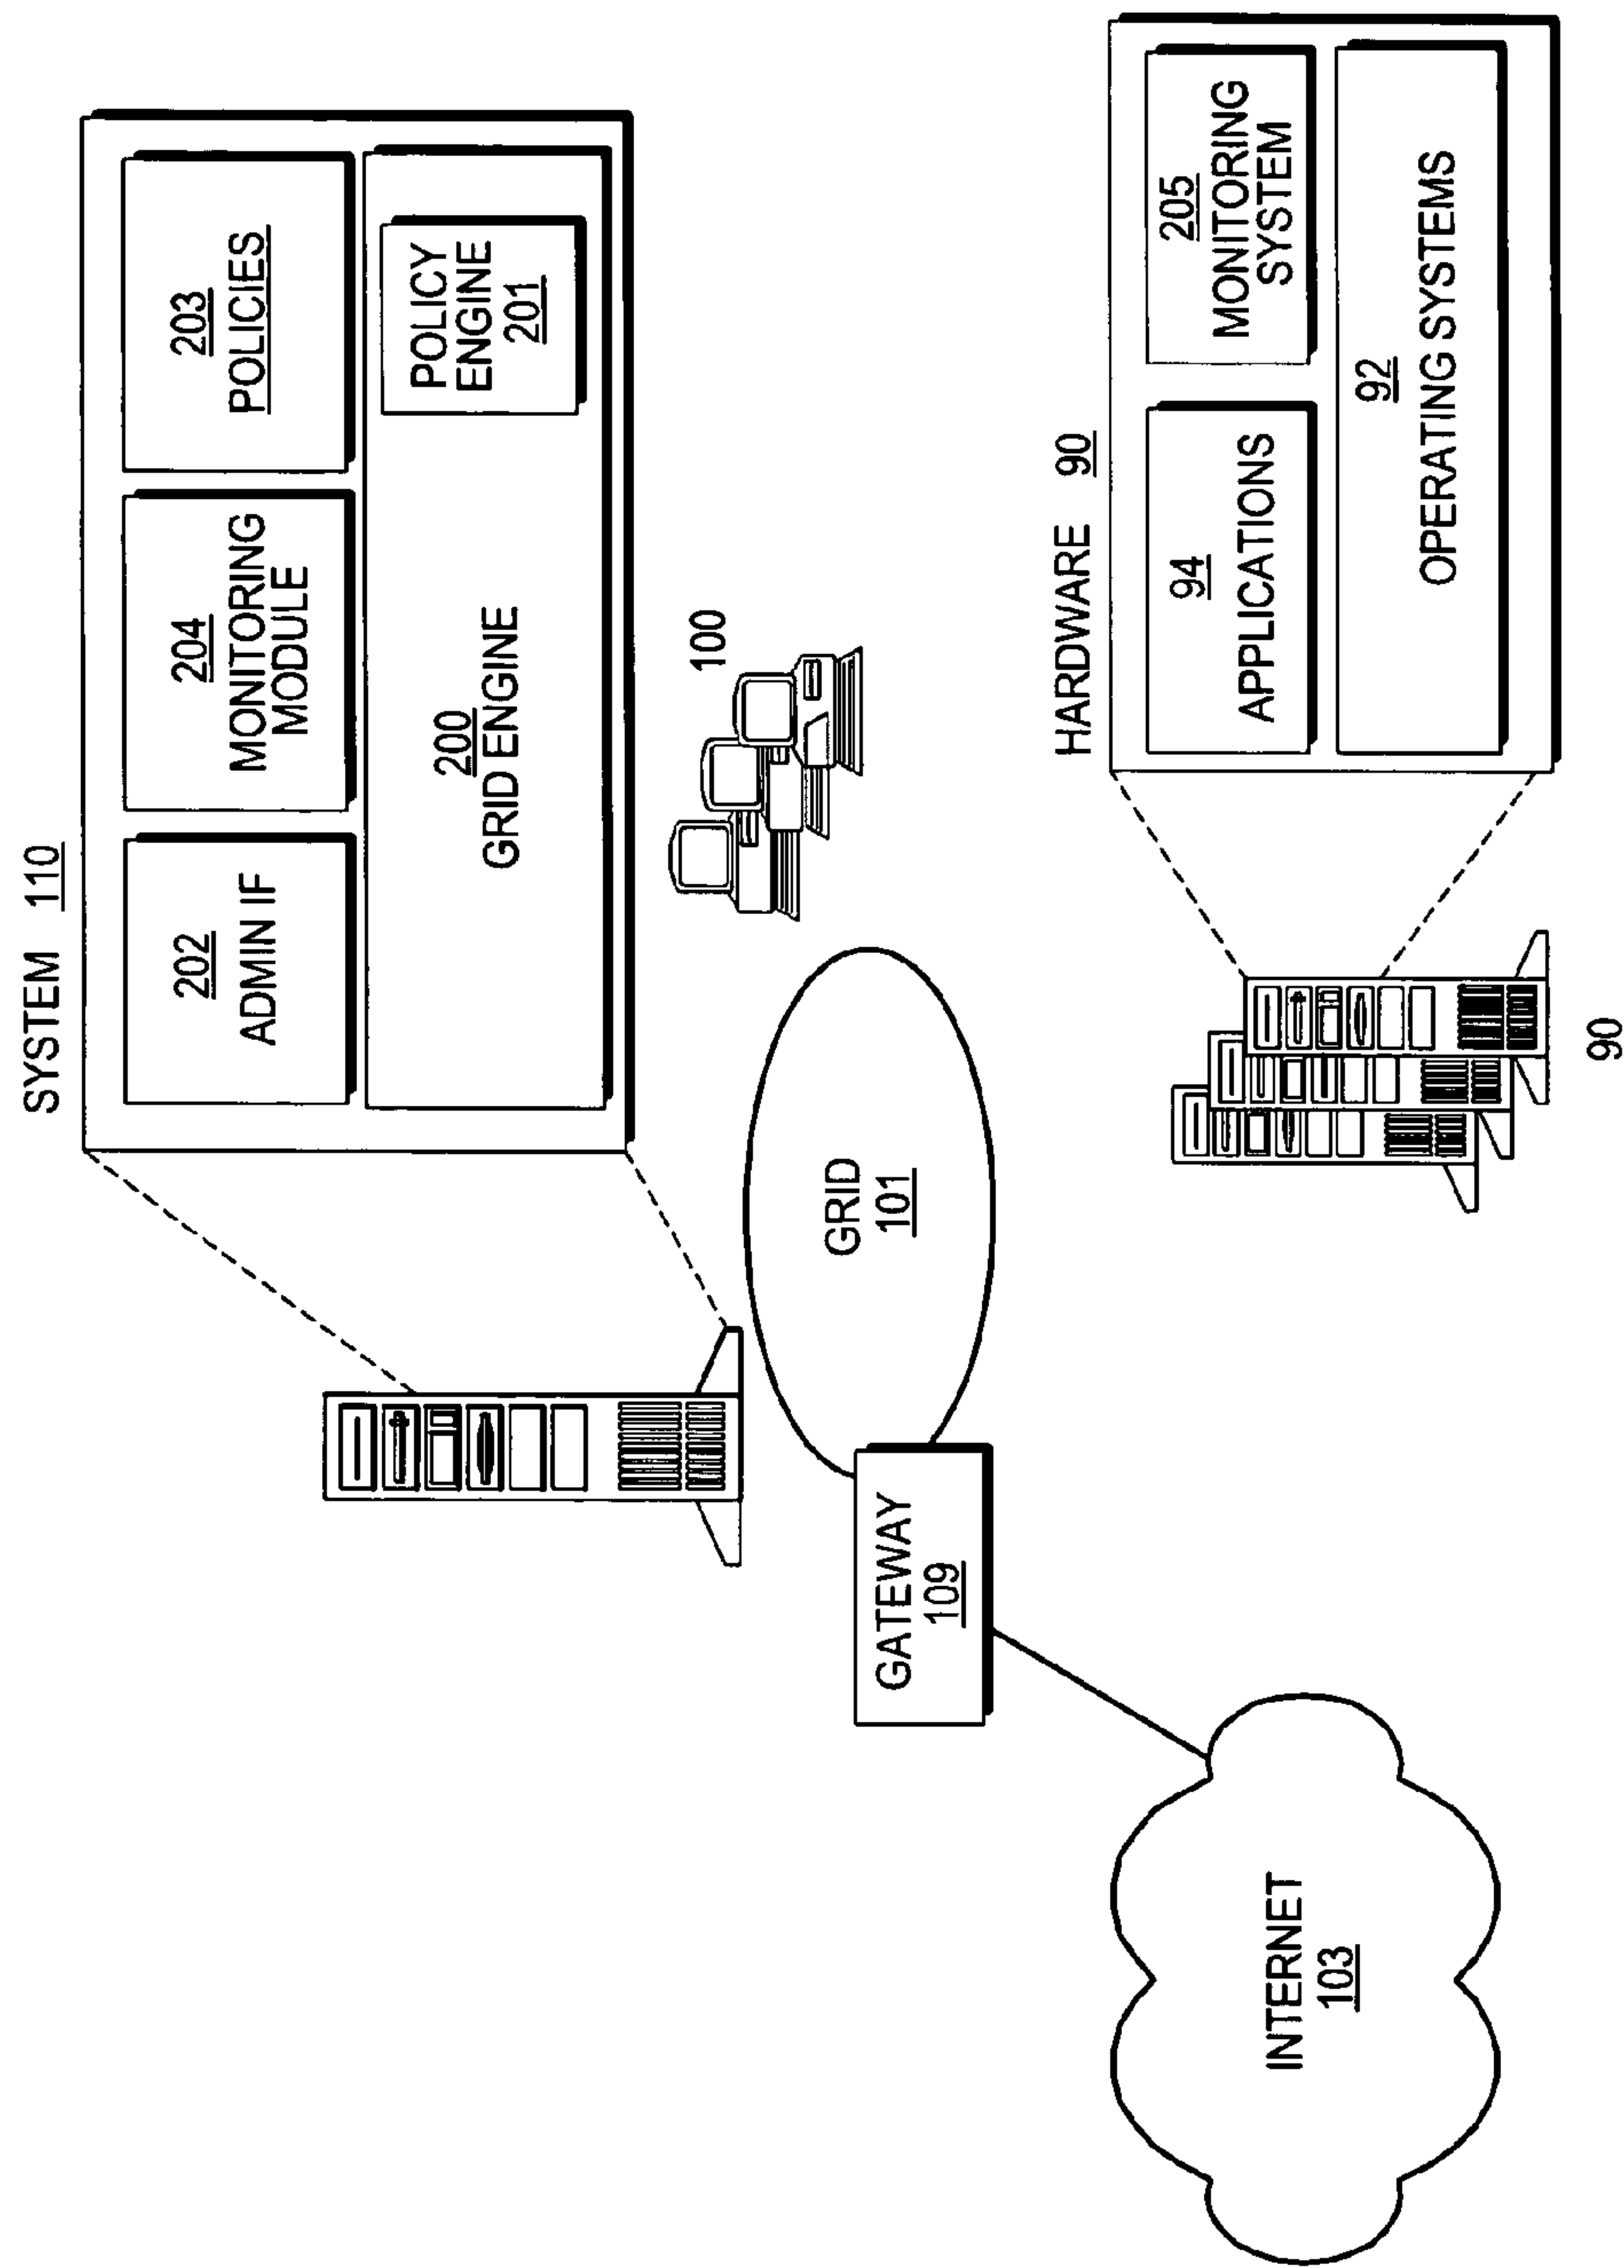 SYSTEM 110
202
ADMIN IF
204
MONITORING
MODULE
203
POLICIES
200
GRID ENGINE
POLICY
ENGINE
201
100
GRID
101
GATEWAY
109
INTERNET
103
HARDWARE 90
94
APPLICATIONS
205
MONITORING
SYSTEM
92
OPERATING SYSTEMS
90